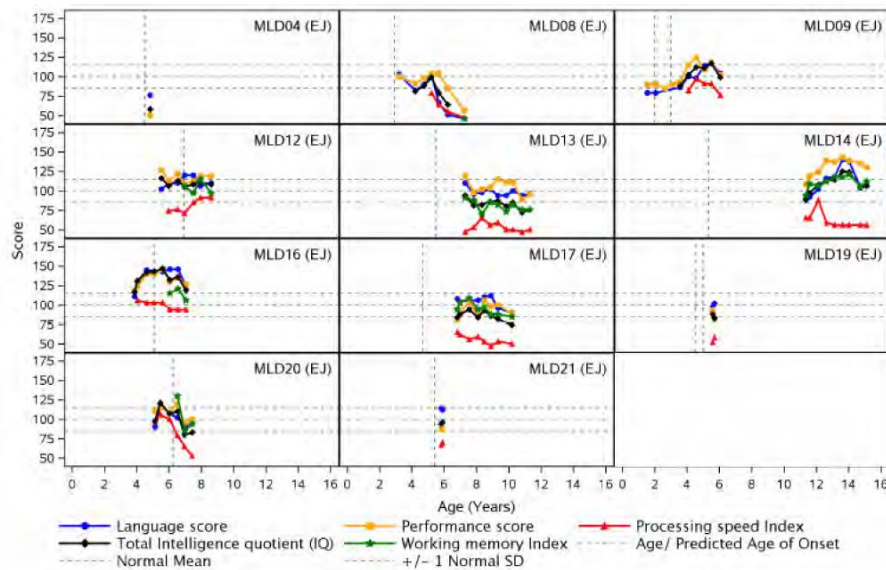 175 MLD04 (EJ) MLD08 (EJ) MLD09 (EJ)
150
125
100
75
50
175 MLD12 (EJ) MLD13 (EJ) MLD14 (EJ)
150
125
100
75
50
Score
175 MLD16 (EJ) MLD17 (EJ) MLD19 (EJ)
150
125
100
75
50
175 MLD20 (EJ) MLD21 (EJ)
150
125
100
75
50
0 2 4 6 8 10 12 14 16 0 2 4 6 8 10 12 14 16 0 2 4 6 8 10 12 14 16
Age (Years)
Language score Performance score Processing speed Index
Total Intelligence quotient (IQ) Working memory Index Age/ Predicted Age of Onset
Normal Mean +/- 1 Normal SD